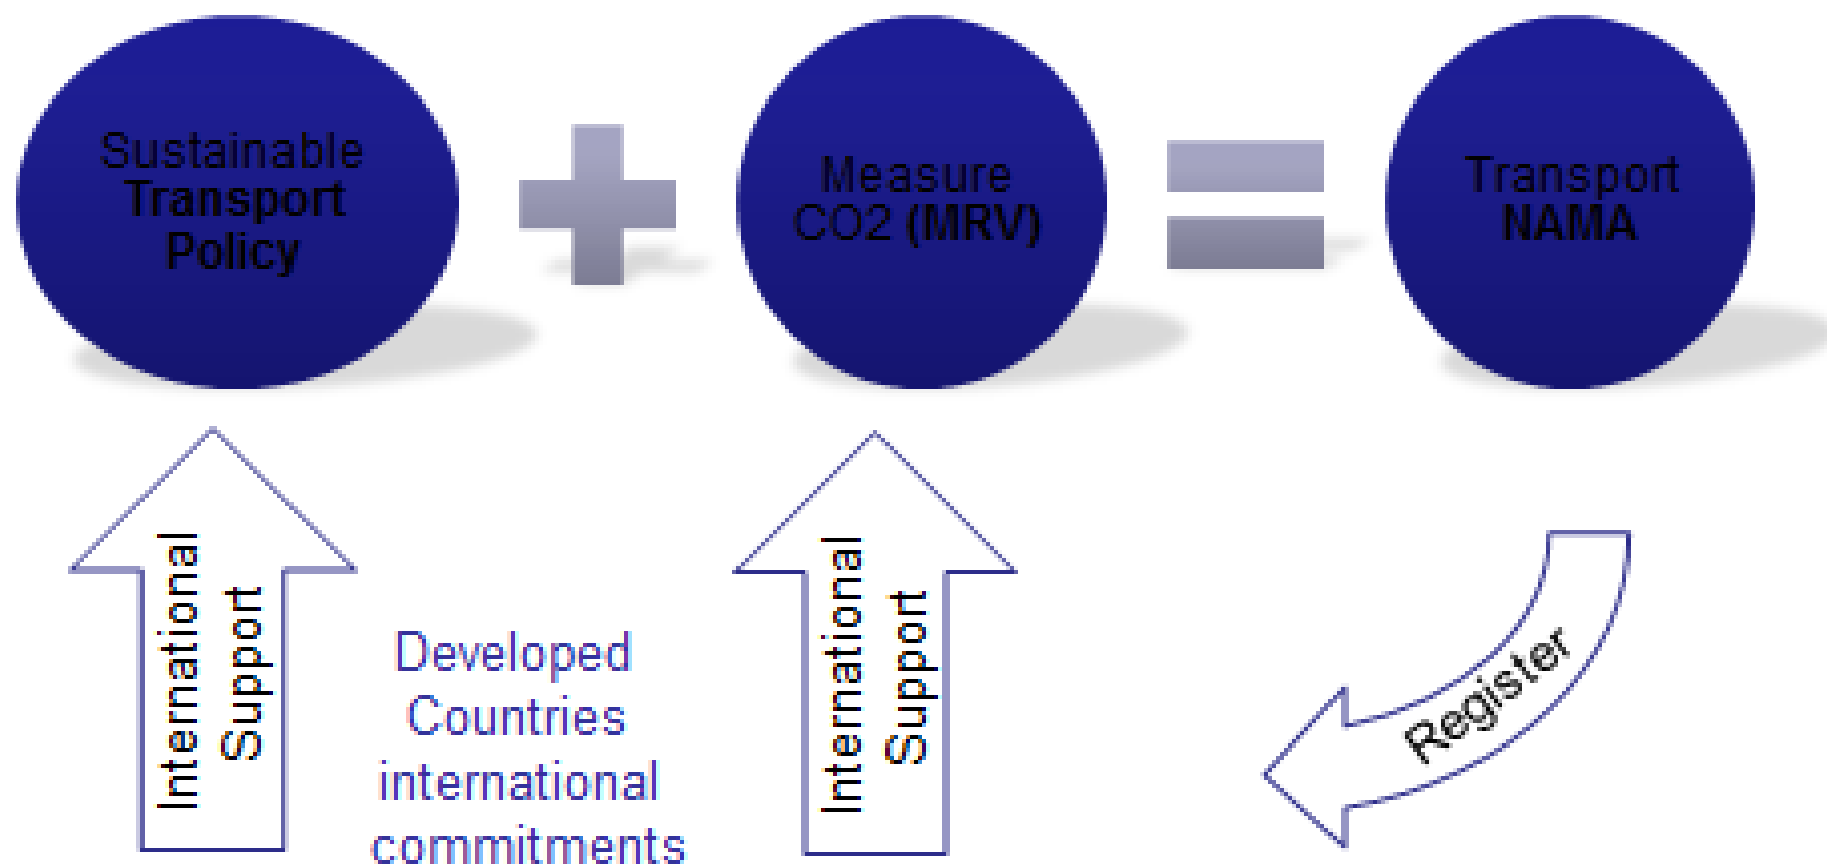 Sustainable
Transport
Policy
Measure
CO2 (MRV)
Transport
NAMA
International
Support
Developed
Countries
international
commitments
International
Support
Register